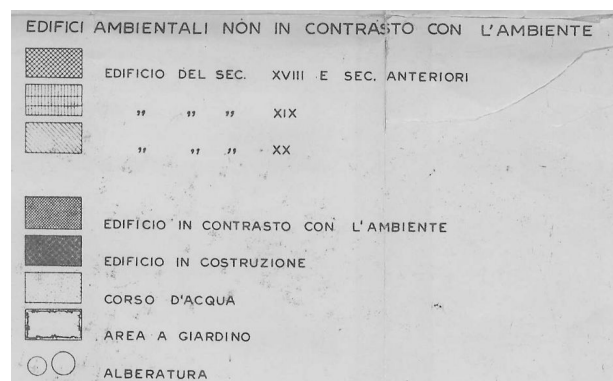 EDIFICI AMBIENTALI NON IN CONTRASTO CON L'AMBIENTE
EDIFICIO DEL SEC. XVIII E SEC. ANTERIORI
" " " XIX
" " " XX
EDIFICIO IN CONTRASTO CON L'AMBIENTE
EDIFICIO IN COSTRUZIONE
CORSO D'ACQUA
AREA A GIARDINO
ALBERATURA